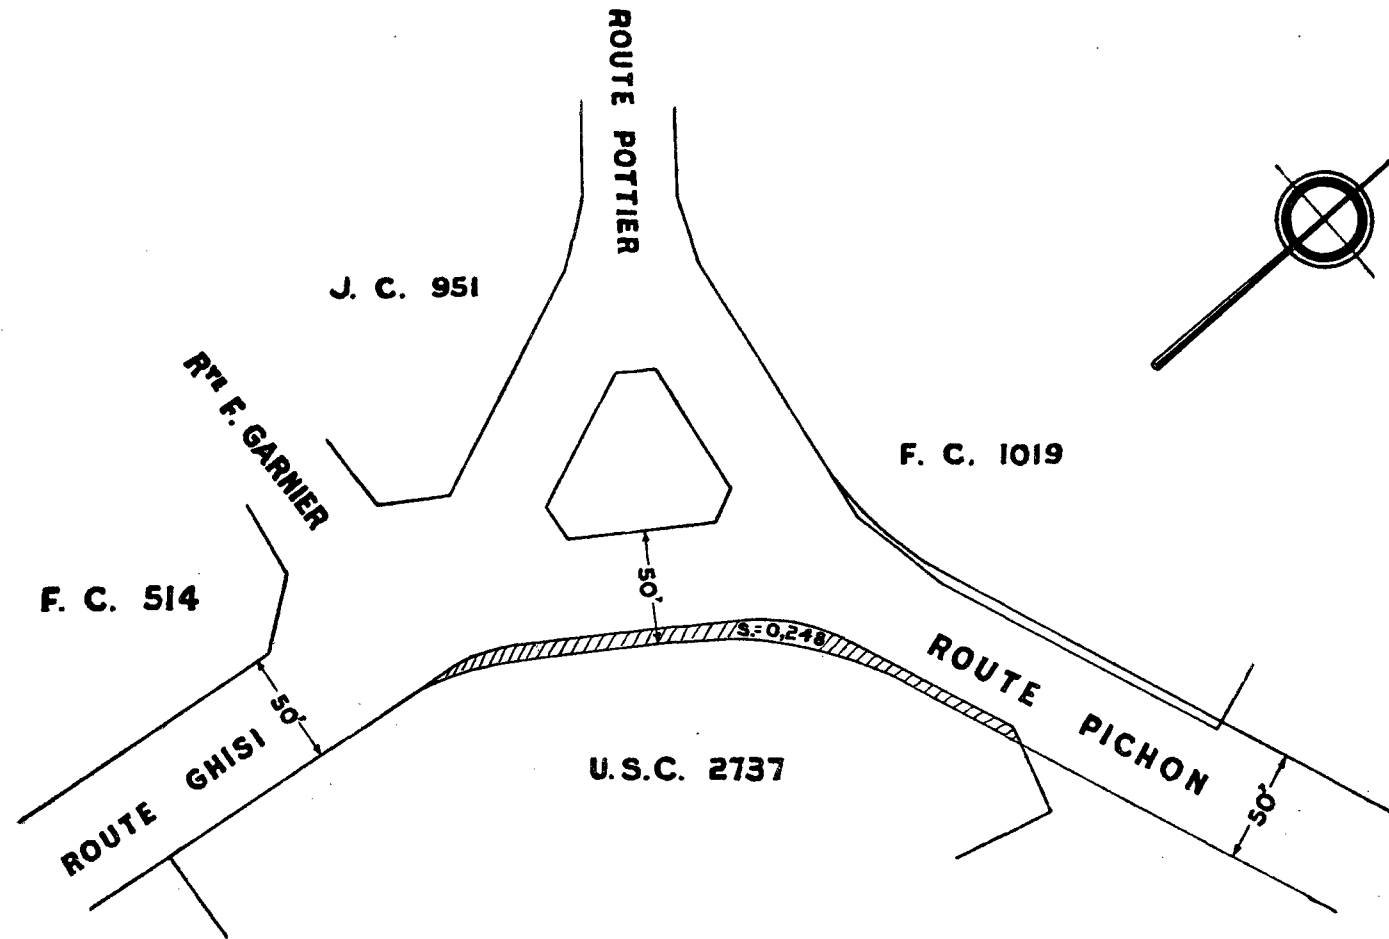 ROUTE POTTIER
J. C. 951
RTE F. GARNIER
F. C. 1019
F. C. 514
50'
S.=0,248
ROUTE PICHON
50'
ROUTE GHISI
U.S.C. 2737
50'